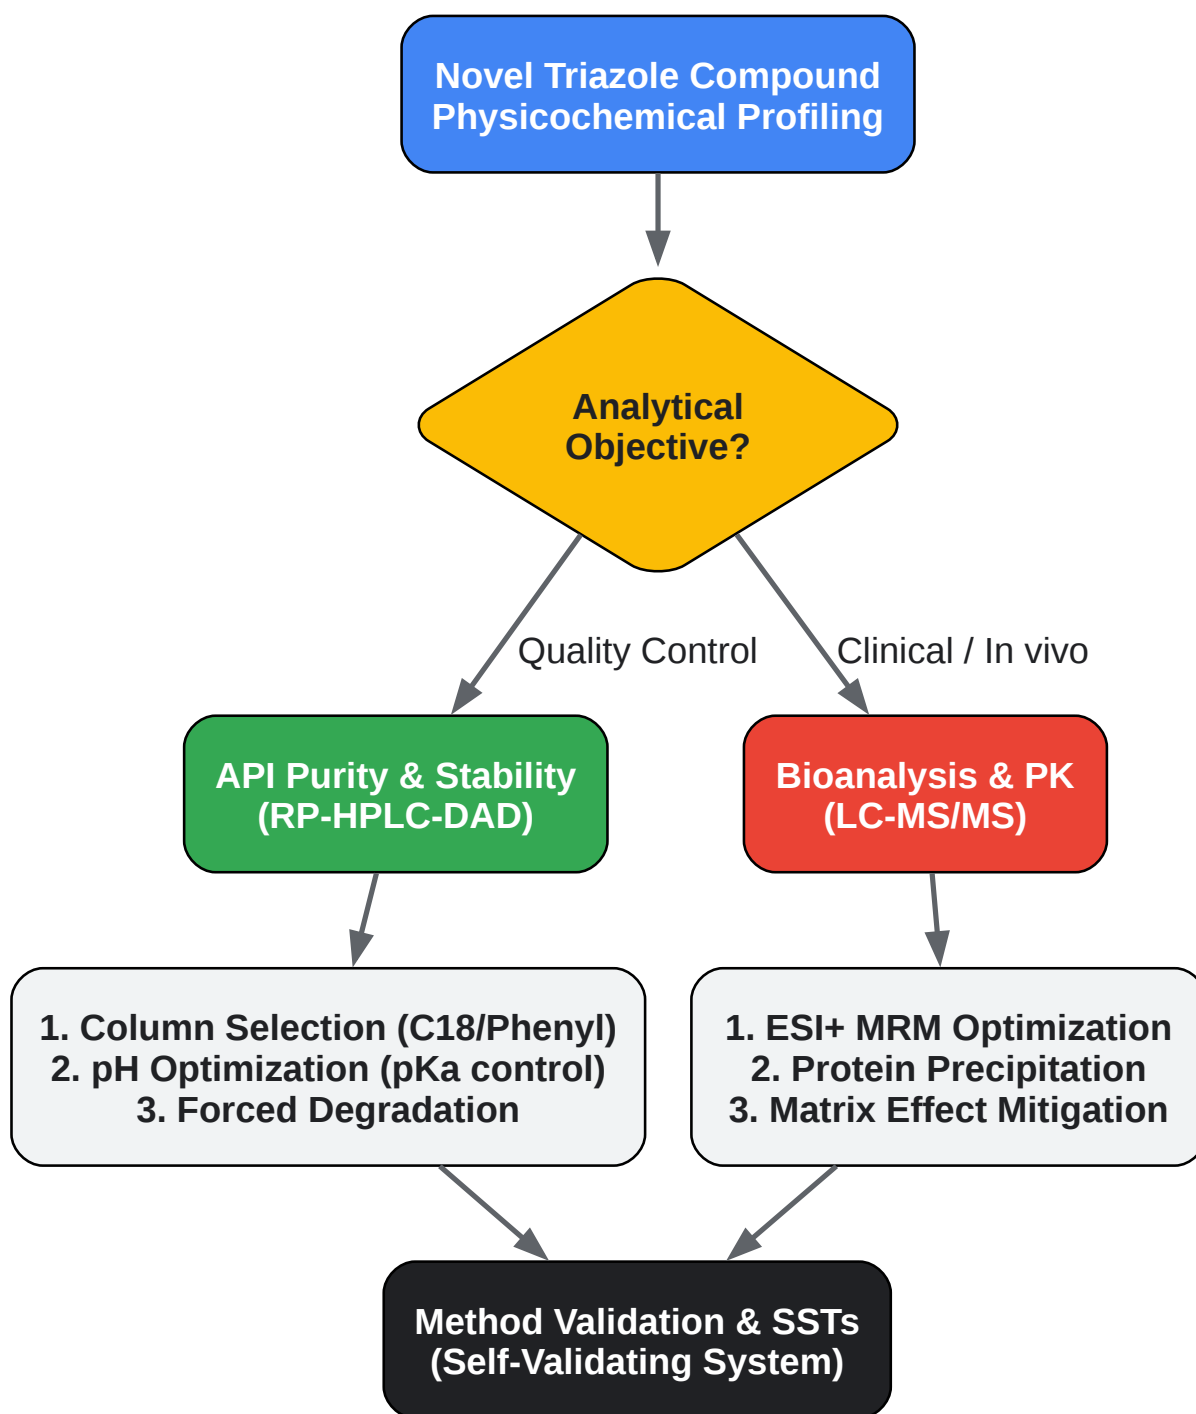 Novel Triazole Compound
Physicochemical Profiling
Analytical
Objective?
Quality Control
Clinical / In vivo
API Purity & Stability
(RP-HPLC-DAD)
Bioanalysis & PK
(LC-MS/MS)
1. Column Selection (C18/Phenyl)
2. pH Optimization (pKa control)
3. Forced Degradation
1. ESI+ MRM Optimization
2. Protein Precipitation
3. Matrix Effect Mitigation
Method Validation & SSTs
(Self-Validating System)